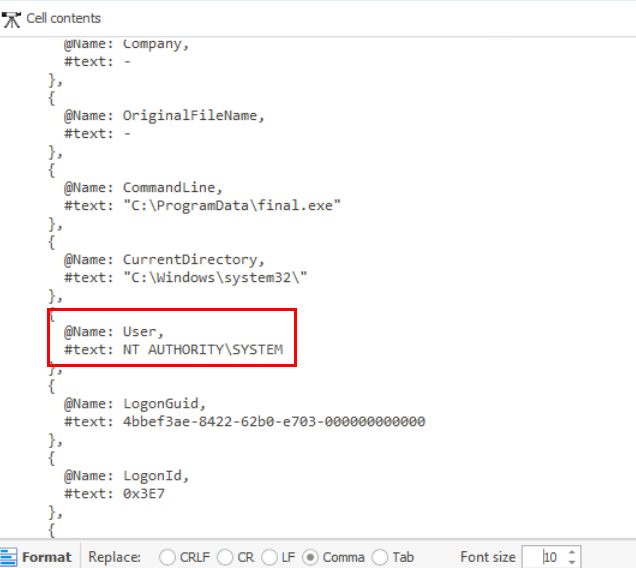 Cell contents
@Name: Company,
#text: -
},
{
@Name: OriginalFileName,
#text: -
},
{
@Name: CommandLine,
#text: "C:\ProgramData\final.exe"
},
{
@Name: CurrentDirectory,
#text: "C:\Windows\system32\"
},
{
@Name: User,
#text: NT AUTHORITY\SYSTEM
},
{
@Name: LogonGuid,
#text: 4bbef3ae-8422-62b0-e703-000000000000
},
{
@Name: LogonId,
#text: 0x3E7
},
{
Format Replace: CRLF CR LF Comma Tab Font size 10